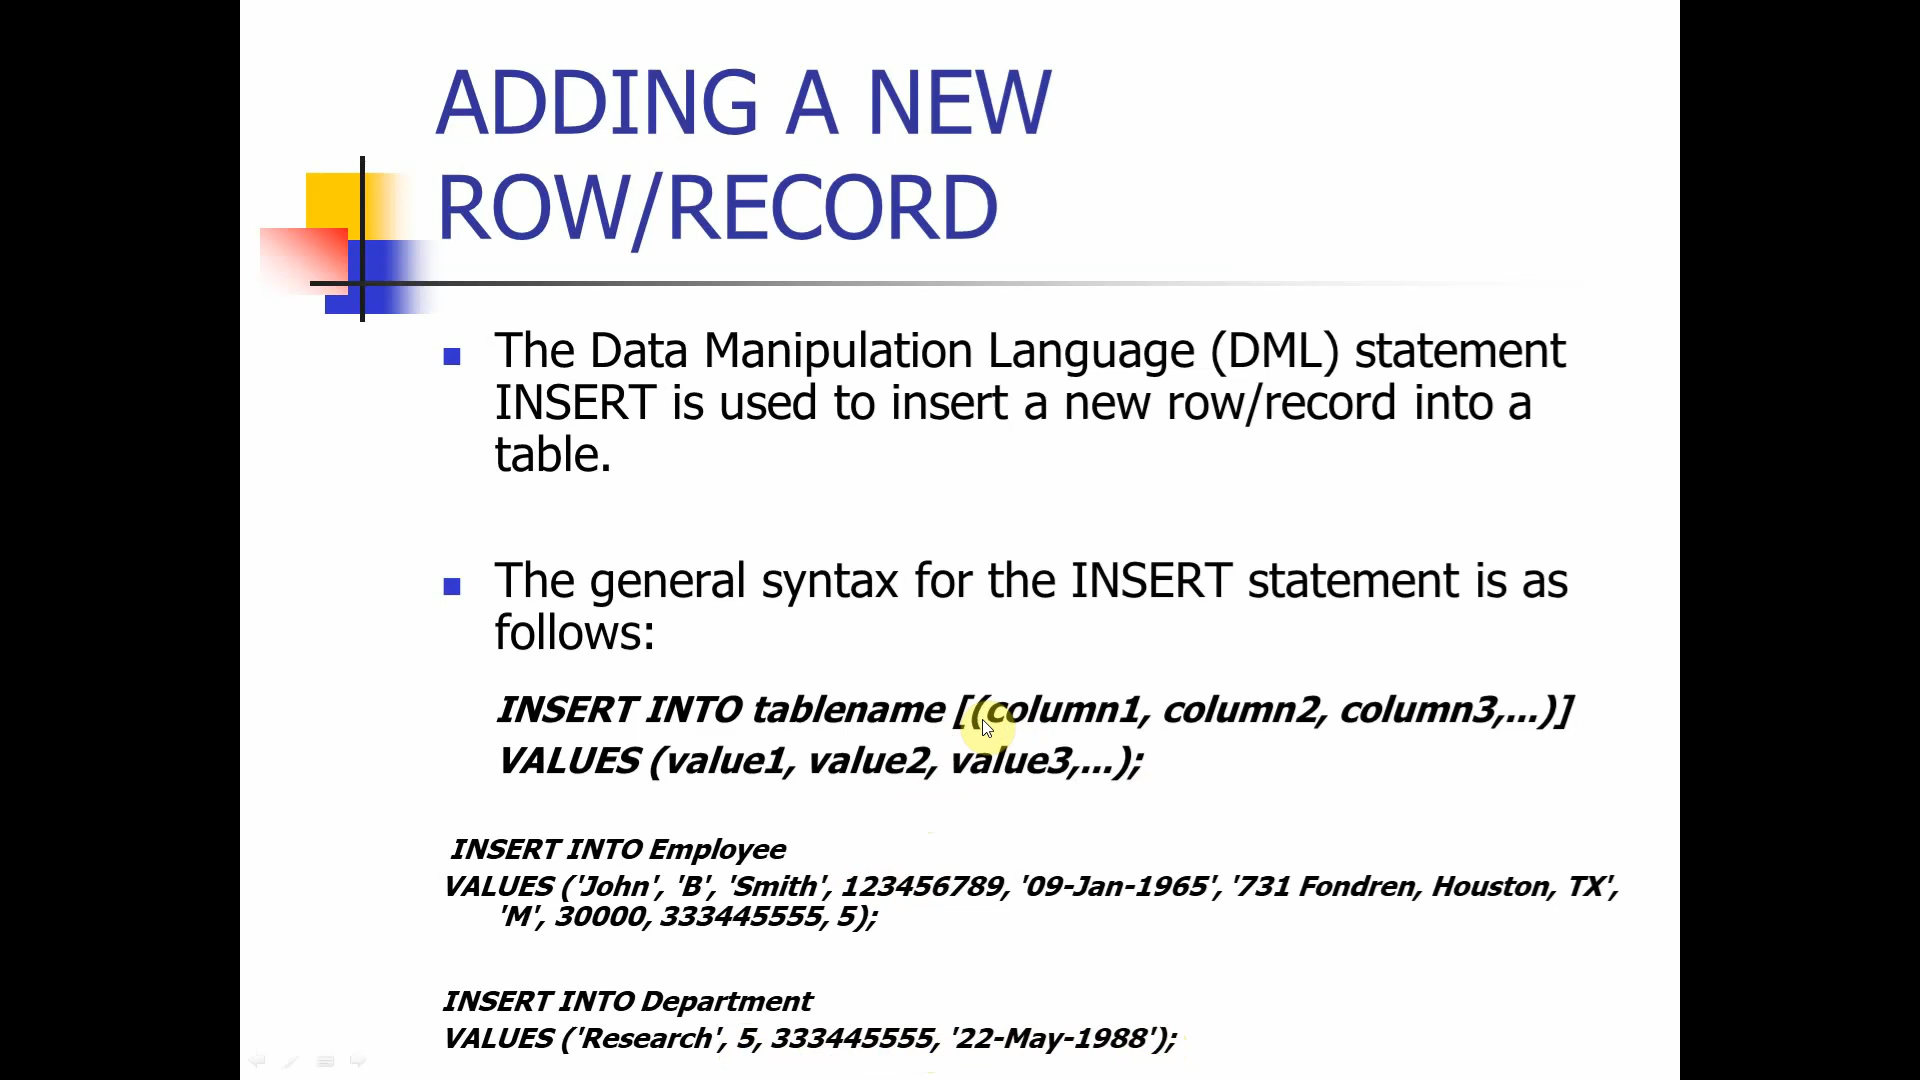 ADDING A NEW
ROW/RECORD
The Data Manipulation Language (DML) statement
INSERT is used to insert a new row/record into a
table.
The general syntax for the INSERT statement is as
follows:
INSERT INTO tablename [(column1, column2, column3,...)]
VALUES (value1, value2, value3,...);
INSERT INTO Employee
VALUES ('John', 'B', 'Smith', 123456789, '09-Jan-1965', '731 Fondren, Houston, TX',
'M', 30000, 333445555, 5);
INSERT INTO Department
VALUES ('Research', 5, 333445555, '22-May-1988');